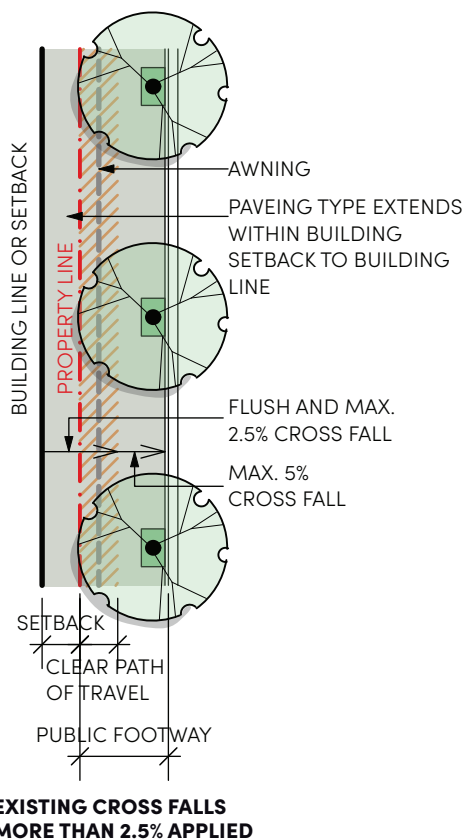 BUILDING LINE OR SETBACK
PROPERTY LINE
AWNING
PAVEING TYPE EXTENDS
WITHIN BUILDING
SETBACK TO BUILDING
LINE
FLUSH AND MAX.
2.5% CROSS FALL
MAX. 5%
CROSS FALL
SETBACK
CLEAR PATH
OF TRAVEL
PUBLIC FOOTWAY
EXISTING CROSS FALLS
MORE THAN 2.5% APPLIED